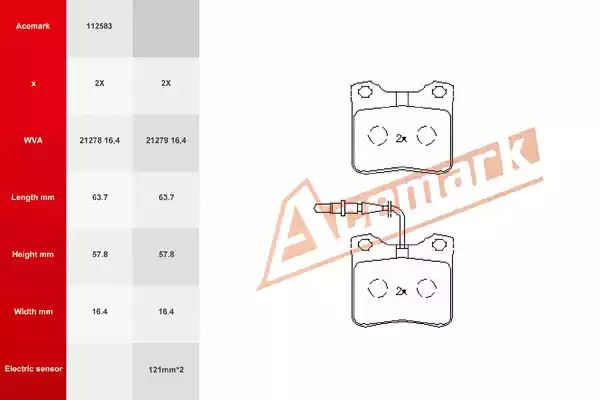 Acemark 112583
x 2X 2X
WVA 21278 16,4 21279 16,4
Length mm 63.7 63.7
Height mm 57.8 57.8
Width mm 16.4 16.4
Electric sensor 121mm*2
2x
Acemark
2x